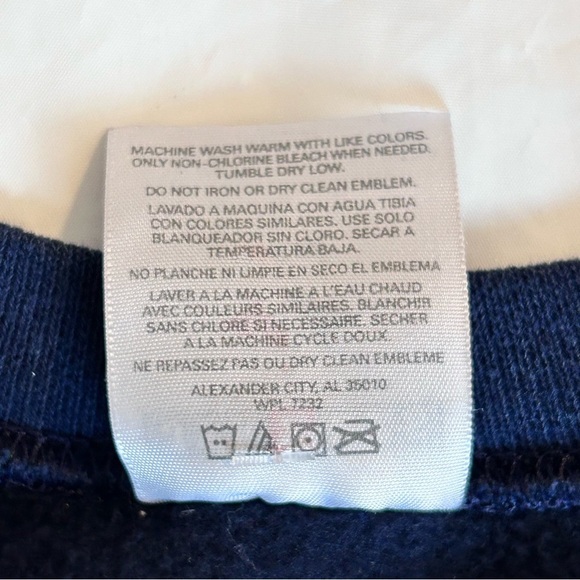 MACHINE WASH WARM WITH LIKE COLORS.
ONLY NON-CHLORINE BLEACH WHEN NEEDED.
TUMBLE DRY LOW.
DO NOT IRON OR DRY CLEAN EMBLEM.
LAVADO A MAQUINA CON AGUA TIBIA
CON COLORES SIMILARES. USE SOLO
BLANQUEADOR SIN CLORO. SECAR A
TEMPERATURA BAJA.
NO PLANCHE NI LIMPIE EN SECO EL EMBLEMA
LAVER A LA MACHINE A L'EAU CHAUD
AVEC COULEURS SIMILAIRES. BLANCHIR
SANS CHLORE SI NECESSAIRE. SECHER
A LA MACHINE CYCLE DOUX.
NE REPASSEZ PAS OU DRY CLEAN EMBLEME
ALEXANDER CITY, AL 35010
WPL 7232